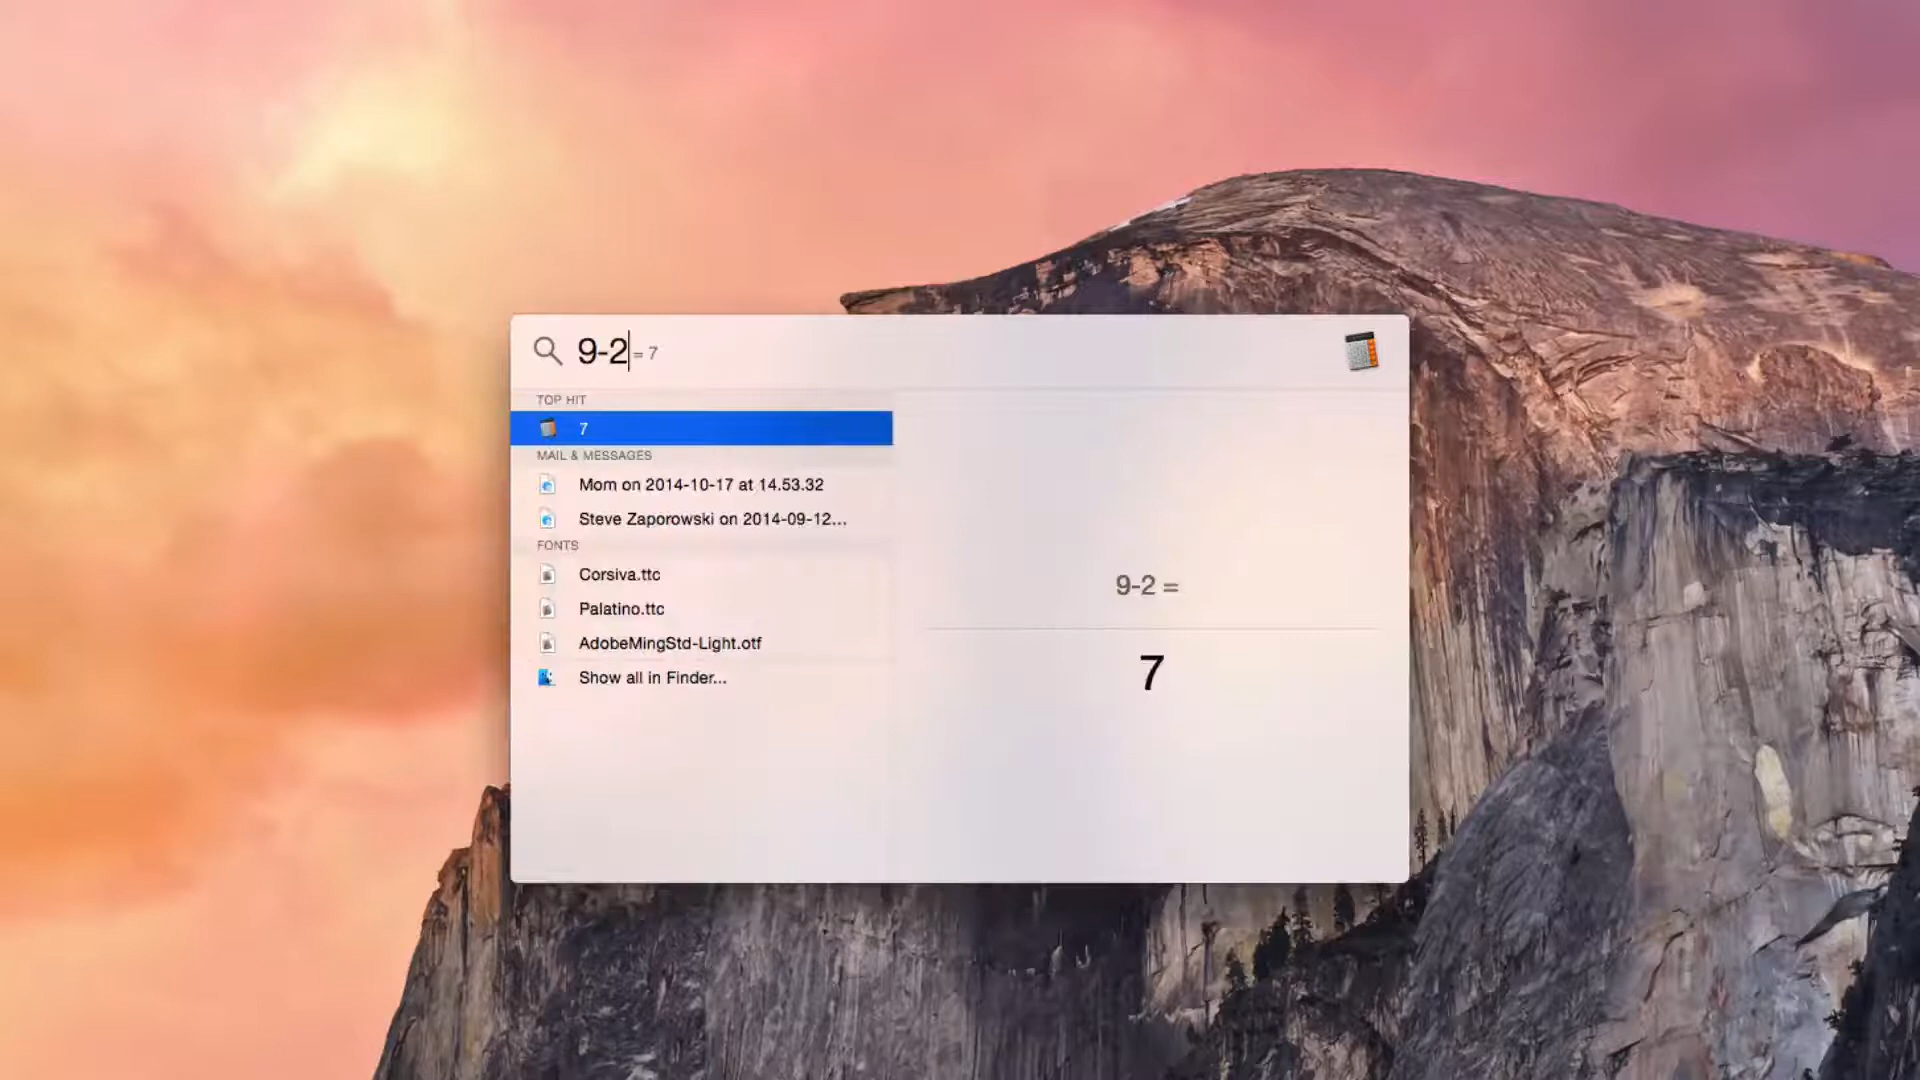 9-2 = 7
TOP HIT
7
MAIL & MESSAGES
Mom on 2014-10-17 at 14.53.32
Steve Zaporowski on 2014-09-12...
FONTS
Corsiva.ttc
Palatino.ttc
AdobeMingStd-Light.otf
Show all in Finder...
9-2 =
7